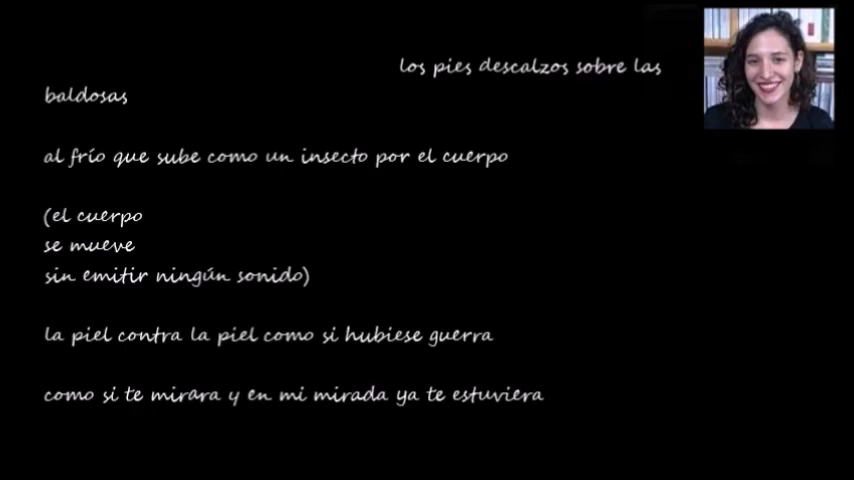 los pies descalzos sobre las
baldosas
al frío que sube como un insecto por el cuerpo
(el cuerpo
se mueve
sin emitir ningún sonido)
la piel contra la piel como si hubiese guerra
como si te mirara y en mi mirada ya te estuviera